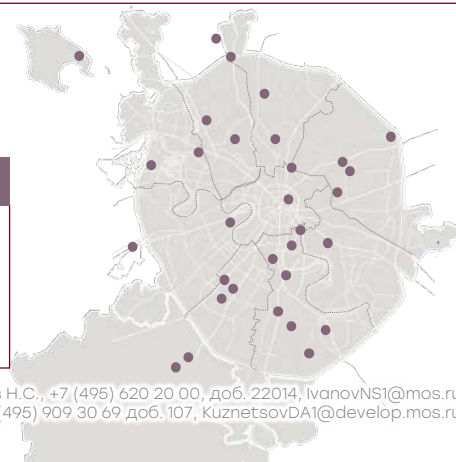 Н.С., +7 (495) 620 20 00, доб. 22014, IvanovNS1@mos.ru
495) 909 30 69 доб. 107, KuznetsovDA1@develop.mos.ru